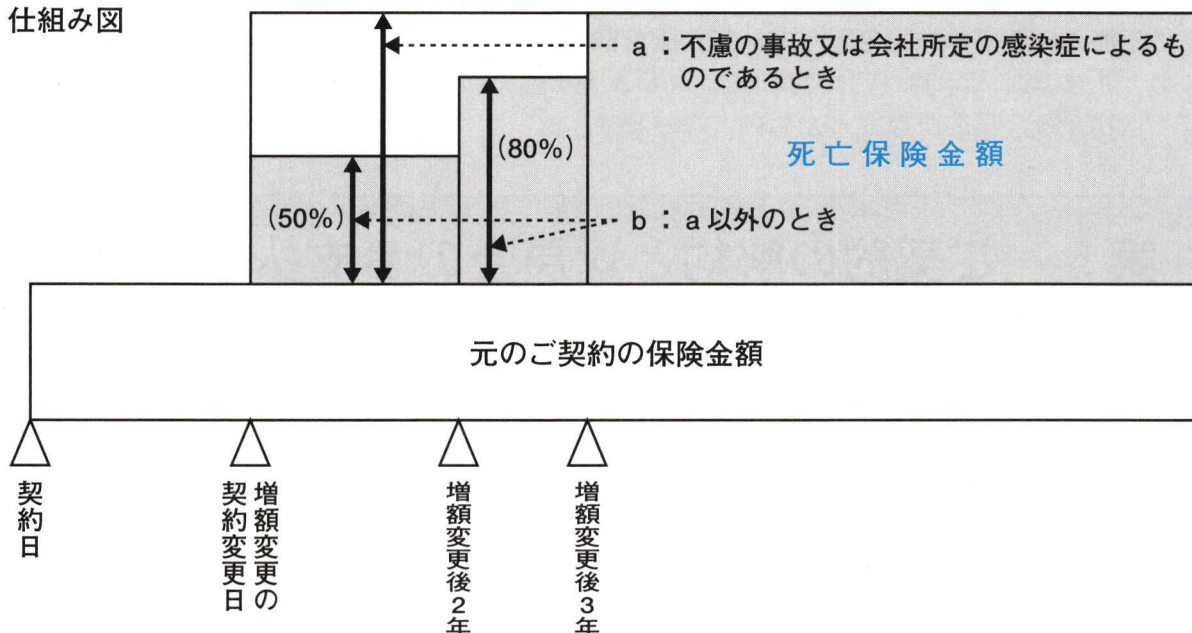 仕組み図
a：不慮の事故又は会社所定の感染症によるも
のであるとき
(80%)
死亡保険金額
(50%)
b：a以外のとき
元のご契約の保険金額
契約日
増額変更の
契約変更日
増額変更後2年
増額変更後3年